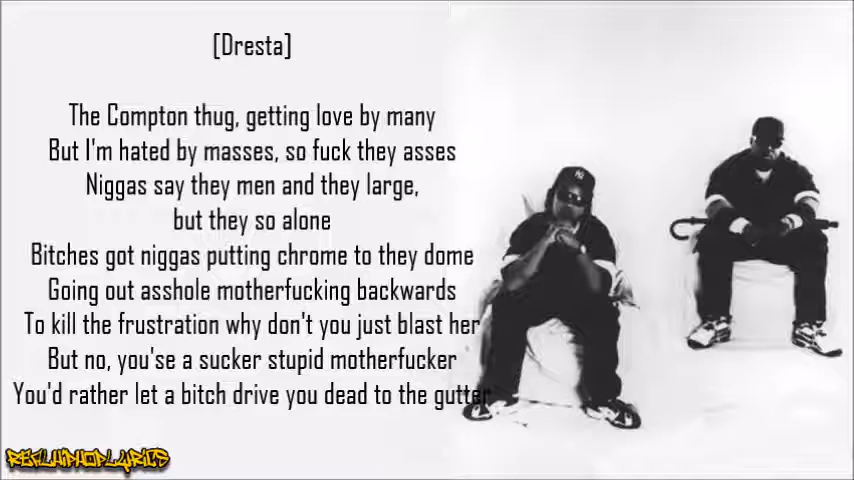 [Dresta]
The Compton thug, getting love by many
But I'm hated by masses, so fuck they asses
Niggas say they men and they large,
but they so alone
Bitches got niggas putting chrome to they dome
Going out asshole motherfucking backwards
To kill the frustration why don't you just blast her
But no, you'se a sucker stupid motherfucker
You'd rather let a bitch drive you dead to the gutter
REALHIPHOPLYRICS